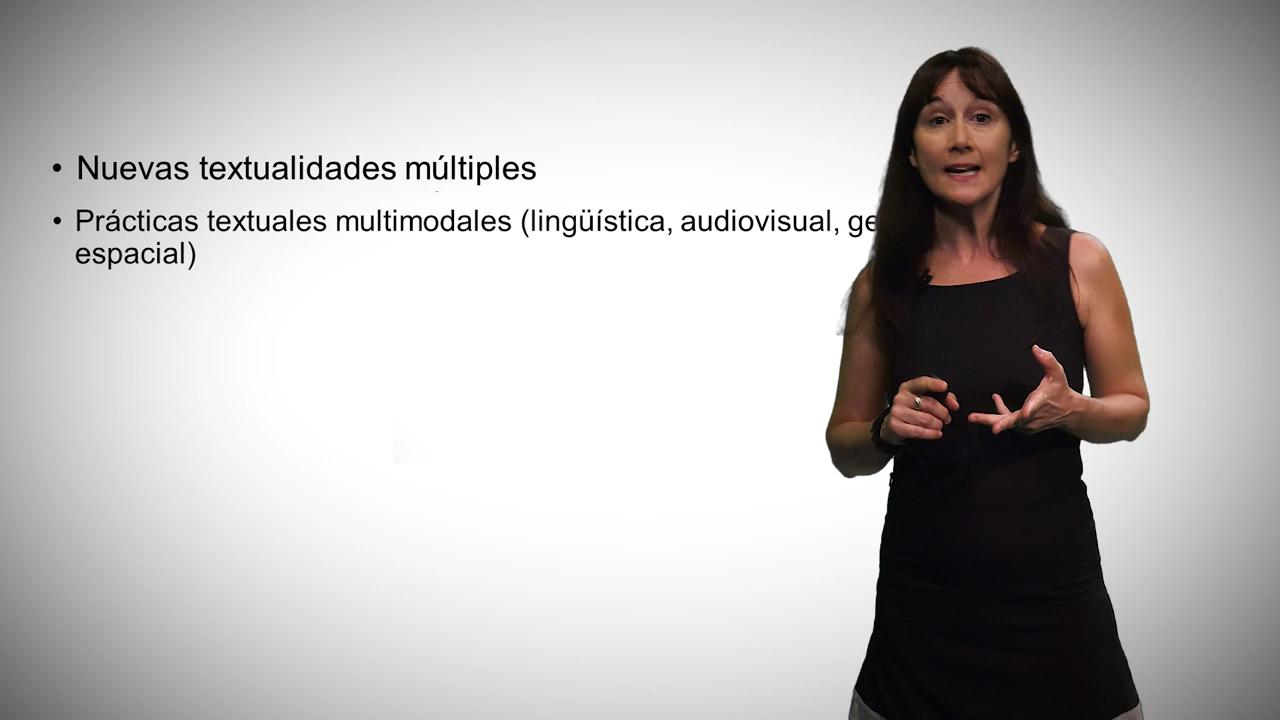 • Nuevas textualidades múltiples
• Prácticas textuales multimodales (lingüística, audiovisual,
espacial)